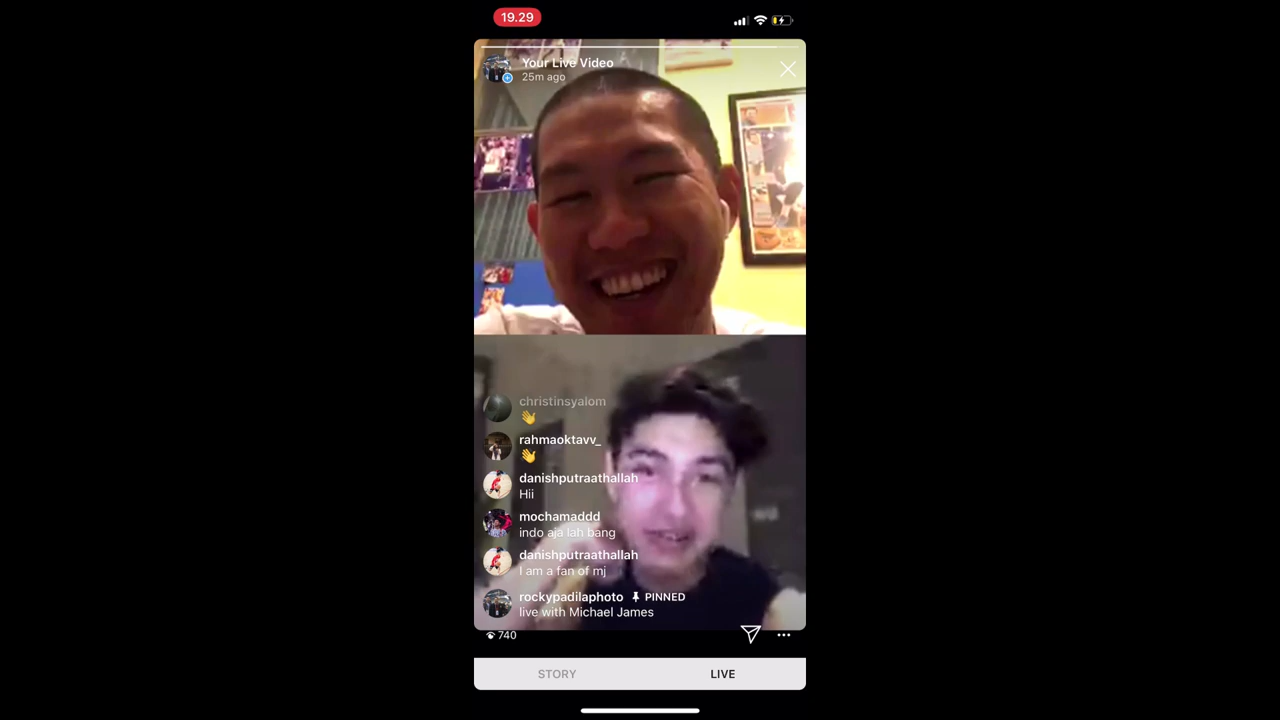 19.29
Your Live Video
25m ago
christinsyalom
👋
rahmaoktavv_
👋
danishputraathallah
Hii
mochamaddd
indo aja lah bang
danishputraathallah
I am a fan of mj
rockypadilaphoto PINNED
live with Michael James
740
STORY
LIVE